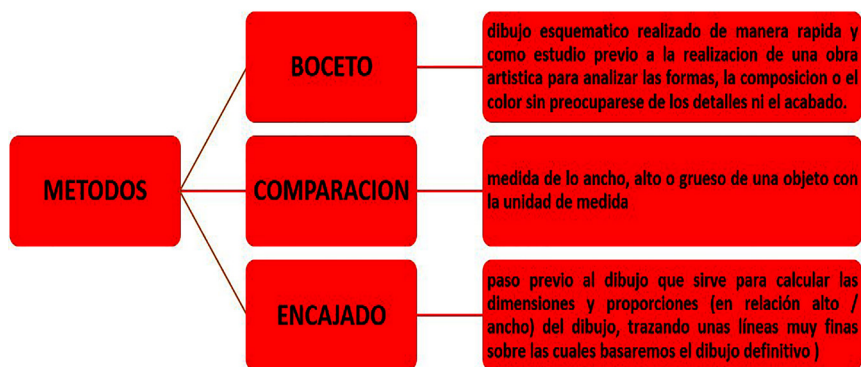 METODOS
BOCETO
dibujo esquematico realizado de manera rapida y
como estudio previo a la realizacion de una obra
artistica para analizar las formas, la composicion o el
color sin preocuparese de los detalles ni el acabado.
COMPARACION
medida de lo ancho, alto o grueso de una objeto con
la unidad de medida
ENCAJADO
paso previo al dibujo que sirve para calcular las
dimensiones y proporciones (en relación alto /
ancho) del dibujo, trazando unas líneas muy finas
sobre las cuales basaremos el dibujo definitivo )